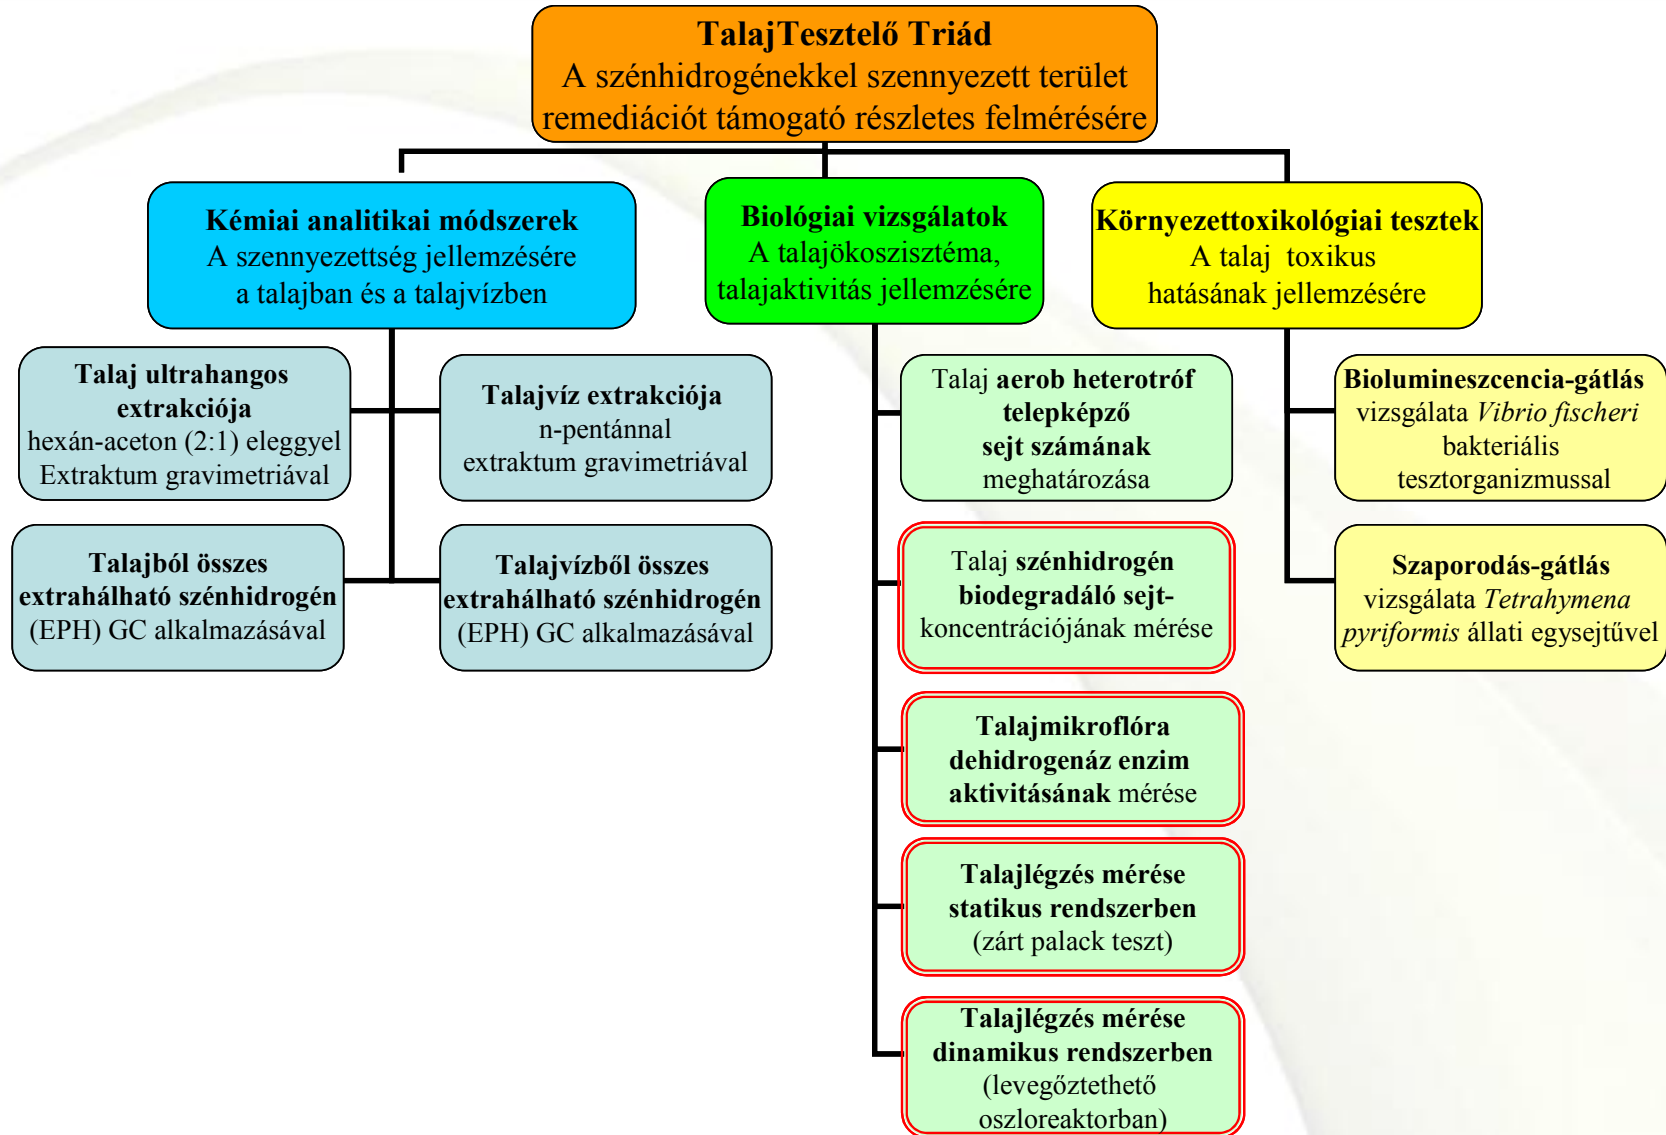 TalajTesztelő Triád
A szénhidrogénekkel szennyezett terület
remediációt támogató részletes felmérésére
Kémiai analitikai módszerek
A szennyezettség jellemzésére
a talajban és a talajvízben
Biológiai vizsgálatok
A talajökoszisztéma,
talajaktivitás jellemzésére
Környezettoxikológiai tesztek
A talaj toxikus
hatásának jellemzésére
Talaj ultrahangos
extrakciója
hexán-aceton (2:1) eleggyel
Extraktum gravimetriával
Talajvíz extrakciója
n-pentánnal
extraktum gravimetriával
Talajból összes
extrahálható szénhidrogén
(EPH) GC alkalmazásával
Talajvízből összes
extrahálható szénhidrogén
(EPH) GC alkalmazásával
Talaj aerob heterotróf
telepképző
sejt számának
meghatározása
Talaj szénhidrogén
biodegradáló sejt-
koncentrációjának mérése
Talajmikroflóra
dehidrogenáz enzim
aktivitásának mérése
Talajlégzés mérése
statikus rendszerben
(zárt palack teszt)
Talajlégzés mérése
dinamikus rendszerben
(levegőztethető
oszloreaktorban)
Biolumineszcencia-gátlás
vizsgálata Vibrio fischeri
bakteriális
tesztorganizmussal
Szaporodás-gátlás
vizsgálata Tetrahymena
pyriformis állati egysejtűvel